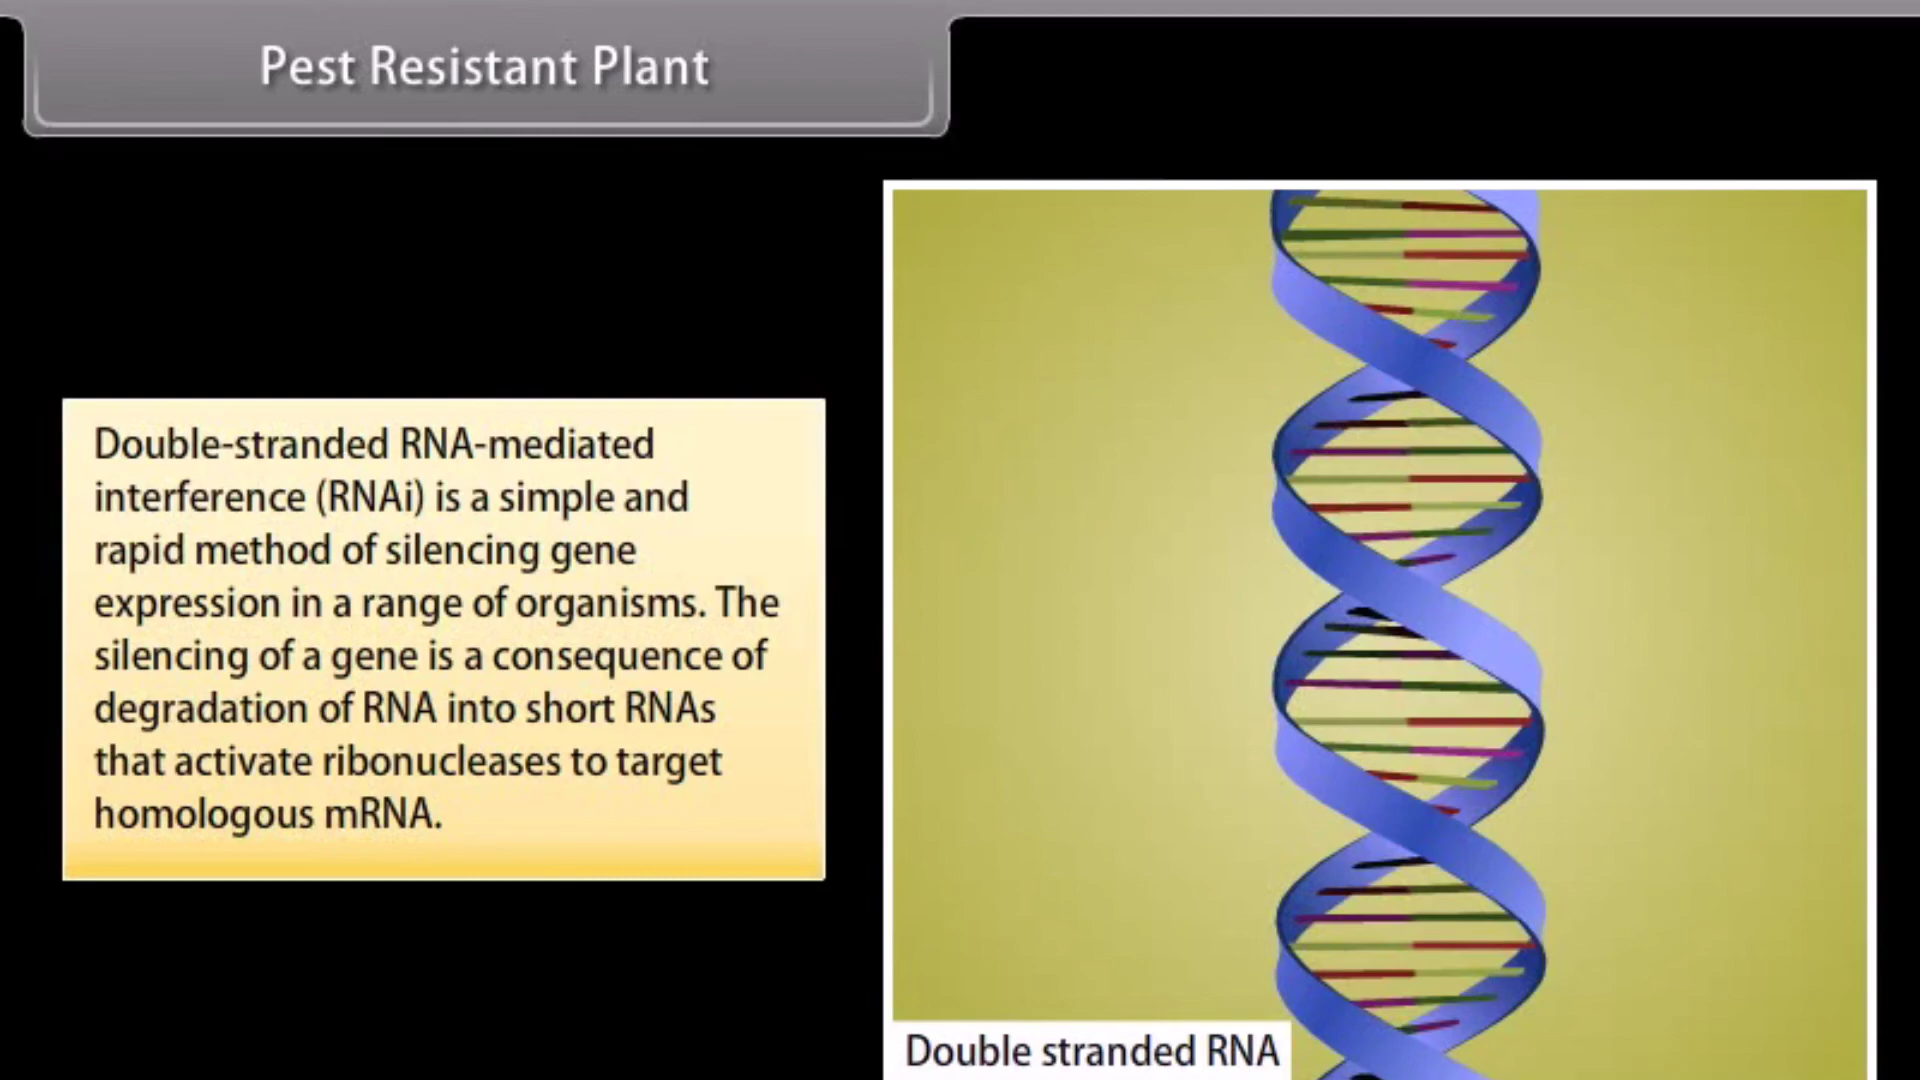 Pest Resistant Plant
Double-stranded RNA-mediated
interference (RNAi) is a simple and
rapid method of silencing gene
expression in a range of organisms. The
silencing of a gene is a consequence of
degradation of RNA into short RNAs
that activate ribonucleases to target
homologous mRNA.
Double stranded RNA